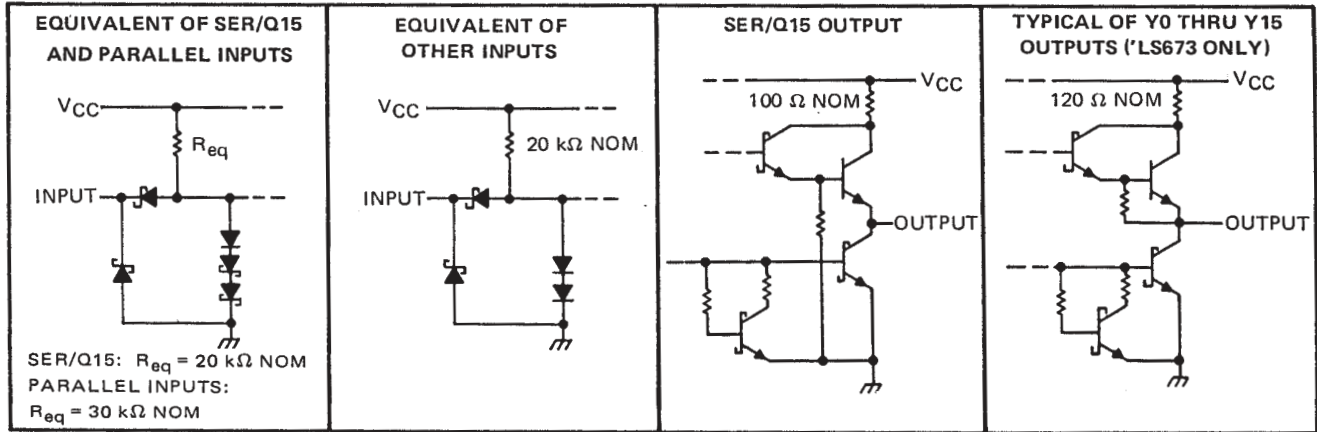 EQUIVALENT OF SER/Q15
AND PARALLEL INPUTS
VCC
Req
INPUT
SER/Q15: Req = 20 kΩ NOM
PARALLEL INPUTS:
Req = 30 kΩ NOM
EQUIVALENT OF
OTHER INPUTS
VCC
20 kΩ NOM
INPUT
SER/Q15 OUTPUT
VCC
100 Ω NOM
OUTPUT
TYPICAL OF Y0 THRU Y15
OUTPUTS ('LS673 ONLY)
VCC
120 Ω NOM
OUTPUT